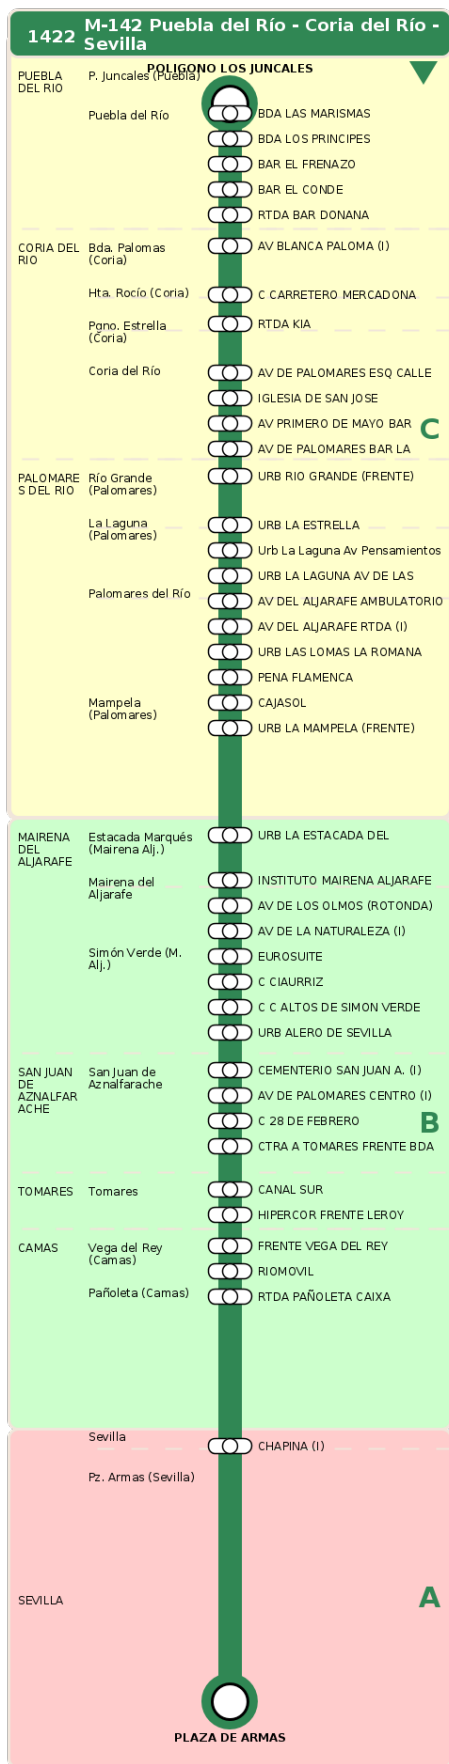 1422
M-142 Puebla del Río - Coria del Río -
Sevilla
POLIGONO LOS JUNCALES
PUEBLA
DEL RIO
P. Juncales (Puebla)
Puebla del Río
BDA LAS MARISMAS
BDA LOS PRINCIPES
BAR EL FRENAZO
BAR EL CONDE
RTDA BAR DONANA
CORIA DEL
RIO
Bda. Palomas
(Coria)
AV BLANCA PALOMA (I)
Hta. Rocío (Coria)
C CARRETERO MERCADONA
Pgno. Estrella
(Coria)
RTDA KIA
Coria del Río
AV DE PALOMARES ESQ CALLE
IGLESIA DE SAN JOSE
AV PRIMERO DE MAYO BAR
C
AV DE PALOMARES BAR LA
PALOMARE
S DEL RIO
Río Grande
(Palomares)
URB RIO GRANDE (FRENTE)
La Laguna
(Palomares)
URB LA ESTRELLA
Urb La Laguna Av Pensamientos
URB LA LAGUNA AV DE LAS
Palomares del Río
AV DEL ALJARAFE AMBULATORIO
AV DEL ALJARAFE RTDA (I)
URB LAS LOMAS LA ROMANA
PENA FLAMENCA
Mampela
(Palomares)
CAJASOL
URB LA MAMPELA (FRENTE)
MAIRENA
DEL
ALJARAFE
Estacada Marqués
(Mairena Alj.)
URB LA ESTACADA DEL
Mairena del
Aljarafe
INSTITUTO MAIRENA ALJARAFE
AV DE LOS OLMOS (ROTONDA)
AV DE LA NATURALEZA (I)
Simón Verde (M.
Alj.)
EUROSUITE
C CIAURRIZ
C C ALTOS DE SIMON VERDE
URB ALERO DE SEVILLA
SAN JUAN
DE
AZNALFAR
ACHE
San Juan de
Aznalfarache
CEMENTERIO SAN JUAN A. (I)
AV DE PALOMARES CENTRO (I)
C 28 DE FEBRERO
B
CTRA A TOMARES FRENTE BDA
TOMARES
Tomares
CANAL SUR
HIPERCOR FRENTE LEROY
CAMAS
Vega del Rey
(Camas)
FRENTE VEGA DEL REY
RIOMOVIL
Pañoleta (Camas)
RTDA PAÑOLETA CAIXA
Sevilla
CHAPINA (I)
Pz. Armas (Sevilla)
SEVILLA
A
PLAZA DE ARMAS